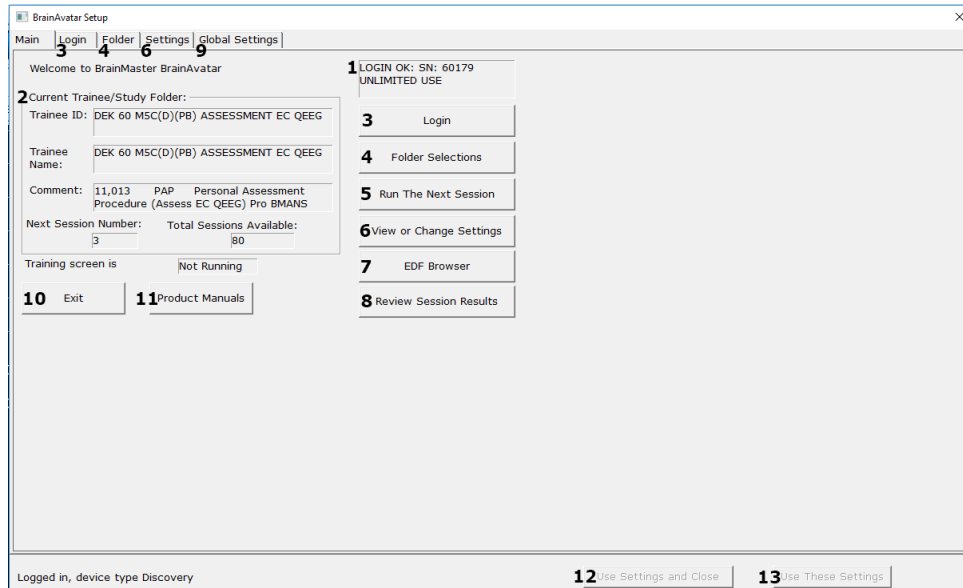 BrainAvatar Setup
Main Login Folder Settings Global Settings
3 4 6 9
Welcome to BrainMaster BrainAvatar
1 LOGIN OK: SN: 60179
UNLIMITED USE
2 Current Trainee/Study Folder:
Trainee ID: DEK 60 M5C(D)(PB) ASSESSMENT EC QEEG
Trainee
Name: DEK 60 M5C(D)(PB) ASSESSMENT EC QEEG
Comment: 11,013 PAP Personal Assessment
Procedure (Assess EC QEEG) Pro BMANS
Next Session Number: Total Sessions Available:
3 80
Training screen is Not Running
10 Exit 11 Product Manuals
3 Login
4 Folder Selections
5 Run The Next Session
6 View or Change Settings
7 EDF Browser
8 Review Session Results
Logged in, device type Discovery
12 Use Settings and Close 13 Use These Settings